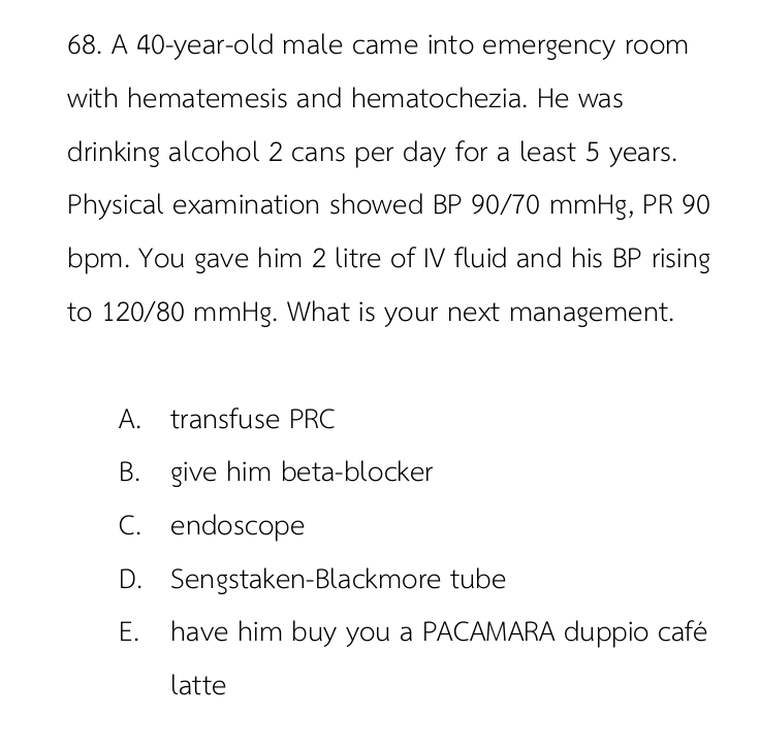 68. A 40-year-old male came into emergency room
with hematemesis and hematochezia. He was
drinking alcohol 2 cans per day for a least 5 years.
Physical examination showed BP 90/70 mmHg, PR 90
bpm. You gave him 2 litre of IV fluid and his BP rising
to 120/80 mmHg. What is your next management.
A. transfuse PRC
B. give him beta-blocker
C. endoscope
D. Sengstaken-Blackmore tube
E. have him buy you a PACAMARA duppio café
latte